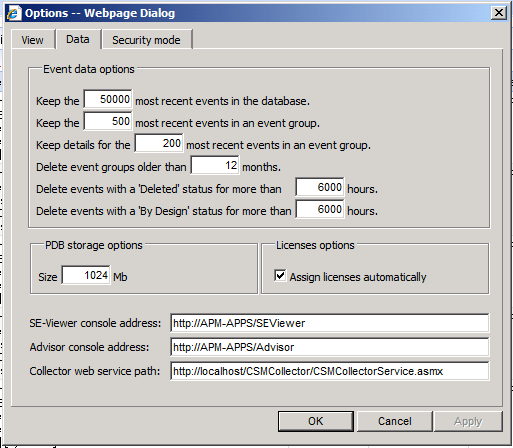 Options -- Webpage Dialog
View Data Security mode
Event data options
Keep the 50000 most recent events in the database.
Keep the 500 most recent events in an event group.
Keep details for the 200 most recent events in an event group.
Delete event groups older than 12 months.
Delete events with a 'Deleted' status for more than 6000 hours.
Delete events with a 'By Design' status for more than 6000 hours.
PDB storage options Licenses options
Size 1024 Mb Assign licenses automatically
SE-Viewer console address: http://APM-APPS/SEViewer
Advisor console address: http://APM-APPS/Advisor
Collector web service path: http://localhost/CSMCollector/CSMCollectorService.asmx
OK Cancel Apply